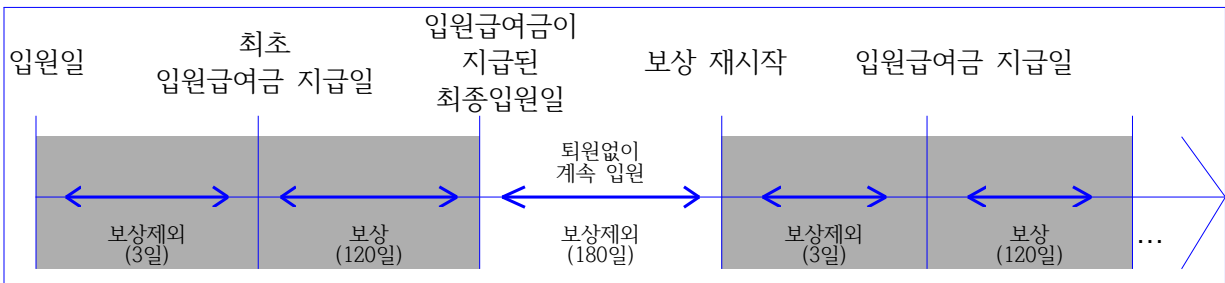 입원일
최초
입원급여금 지급일
입원급여금이
지급된
최종입원일
보상 재시작
입원급여금 지급일
퇴원없이
계속 입원
보상제외
(3일)
보상
(120일)
보상제외
(180일)
보상제외
(3일)
보상
(120일)
...